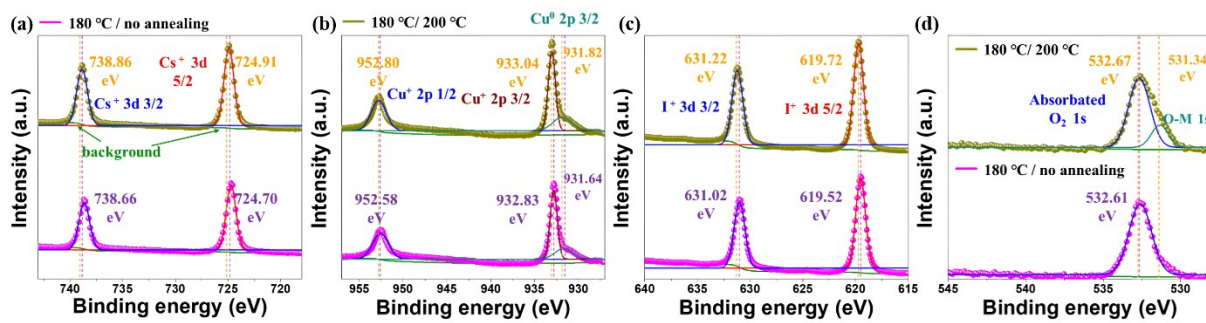 (a)
180 ℃ / no annealing
738.86
eV
Cs⁺ 3d
5/2
724.91
eV
Cs⁺ 3d 3/2
background
738.66
eV
724.70
eV
Intensity (a.u.)
740
735
730
725
720
Binding energy (eV)
(b)
180 ℃/ 200 ℃
Cu⁰ 2p 3/2
952.80
eV
933.04
eV
931.82
eV
Cu⁺ 2p 1/2
Cu⁺ 2p 3/2
952.58
eV
932.83
eV
931.64
eV
Intensity (a.u.)
955
950
945
940
935
930
Binding energy (eV)
(c)
631.22
eV
619.72
eV
I⁺ 3d 3/2
I⁺ 3d 5/2
631.02
eV
619.52
eV
Intensity (a.u.)
640
635
630
625
620
615
Binding energy (eV)
(d)
180 ℃/ 200 ℃
532.67
eV
531.34
eV
Absorbated
O₂ 1s
O-M 1s
180 ℃/ no annealing
532.61
eV
Intensity (a.u.)
545
540
535
530
Binding energy (eV)